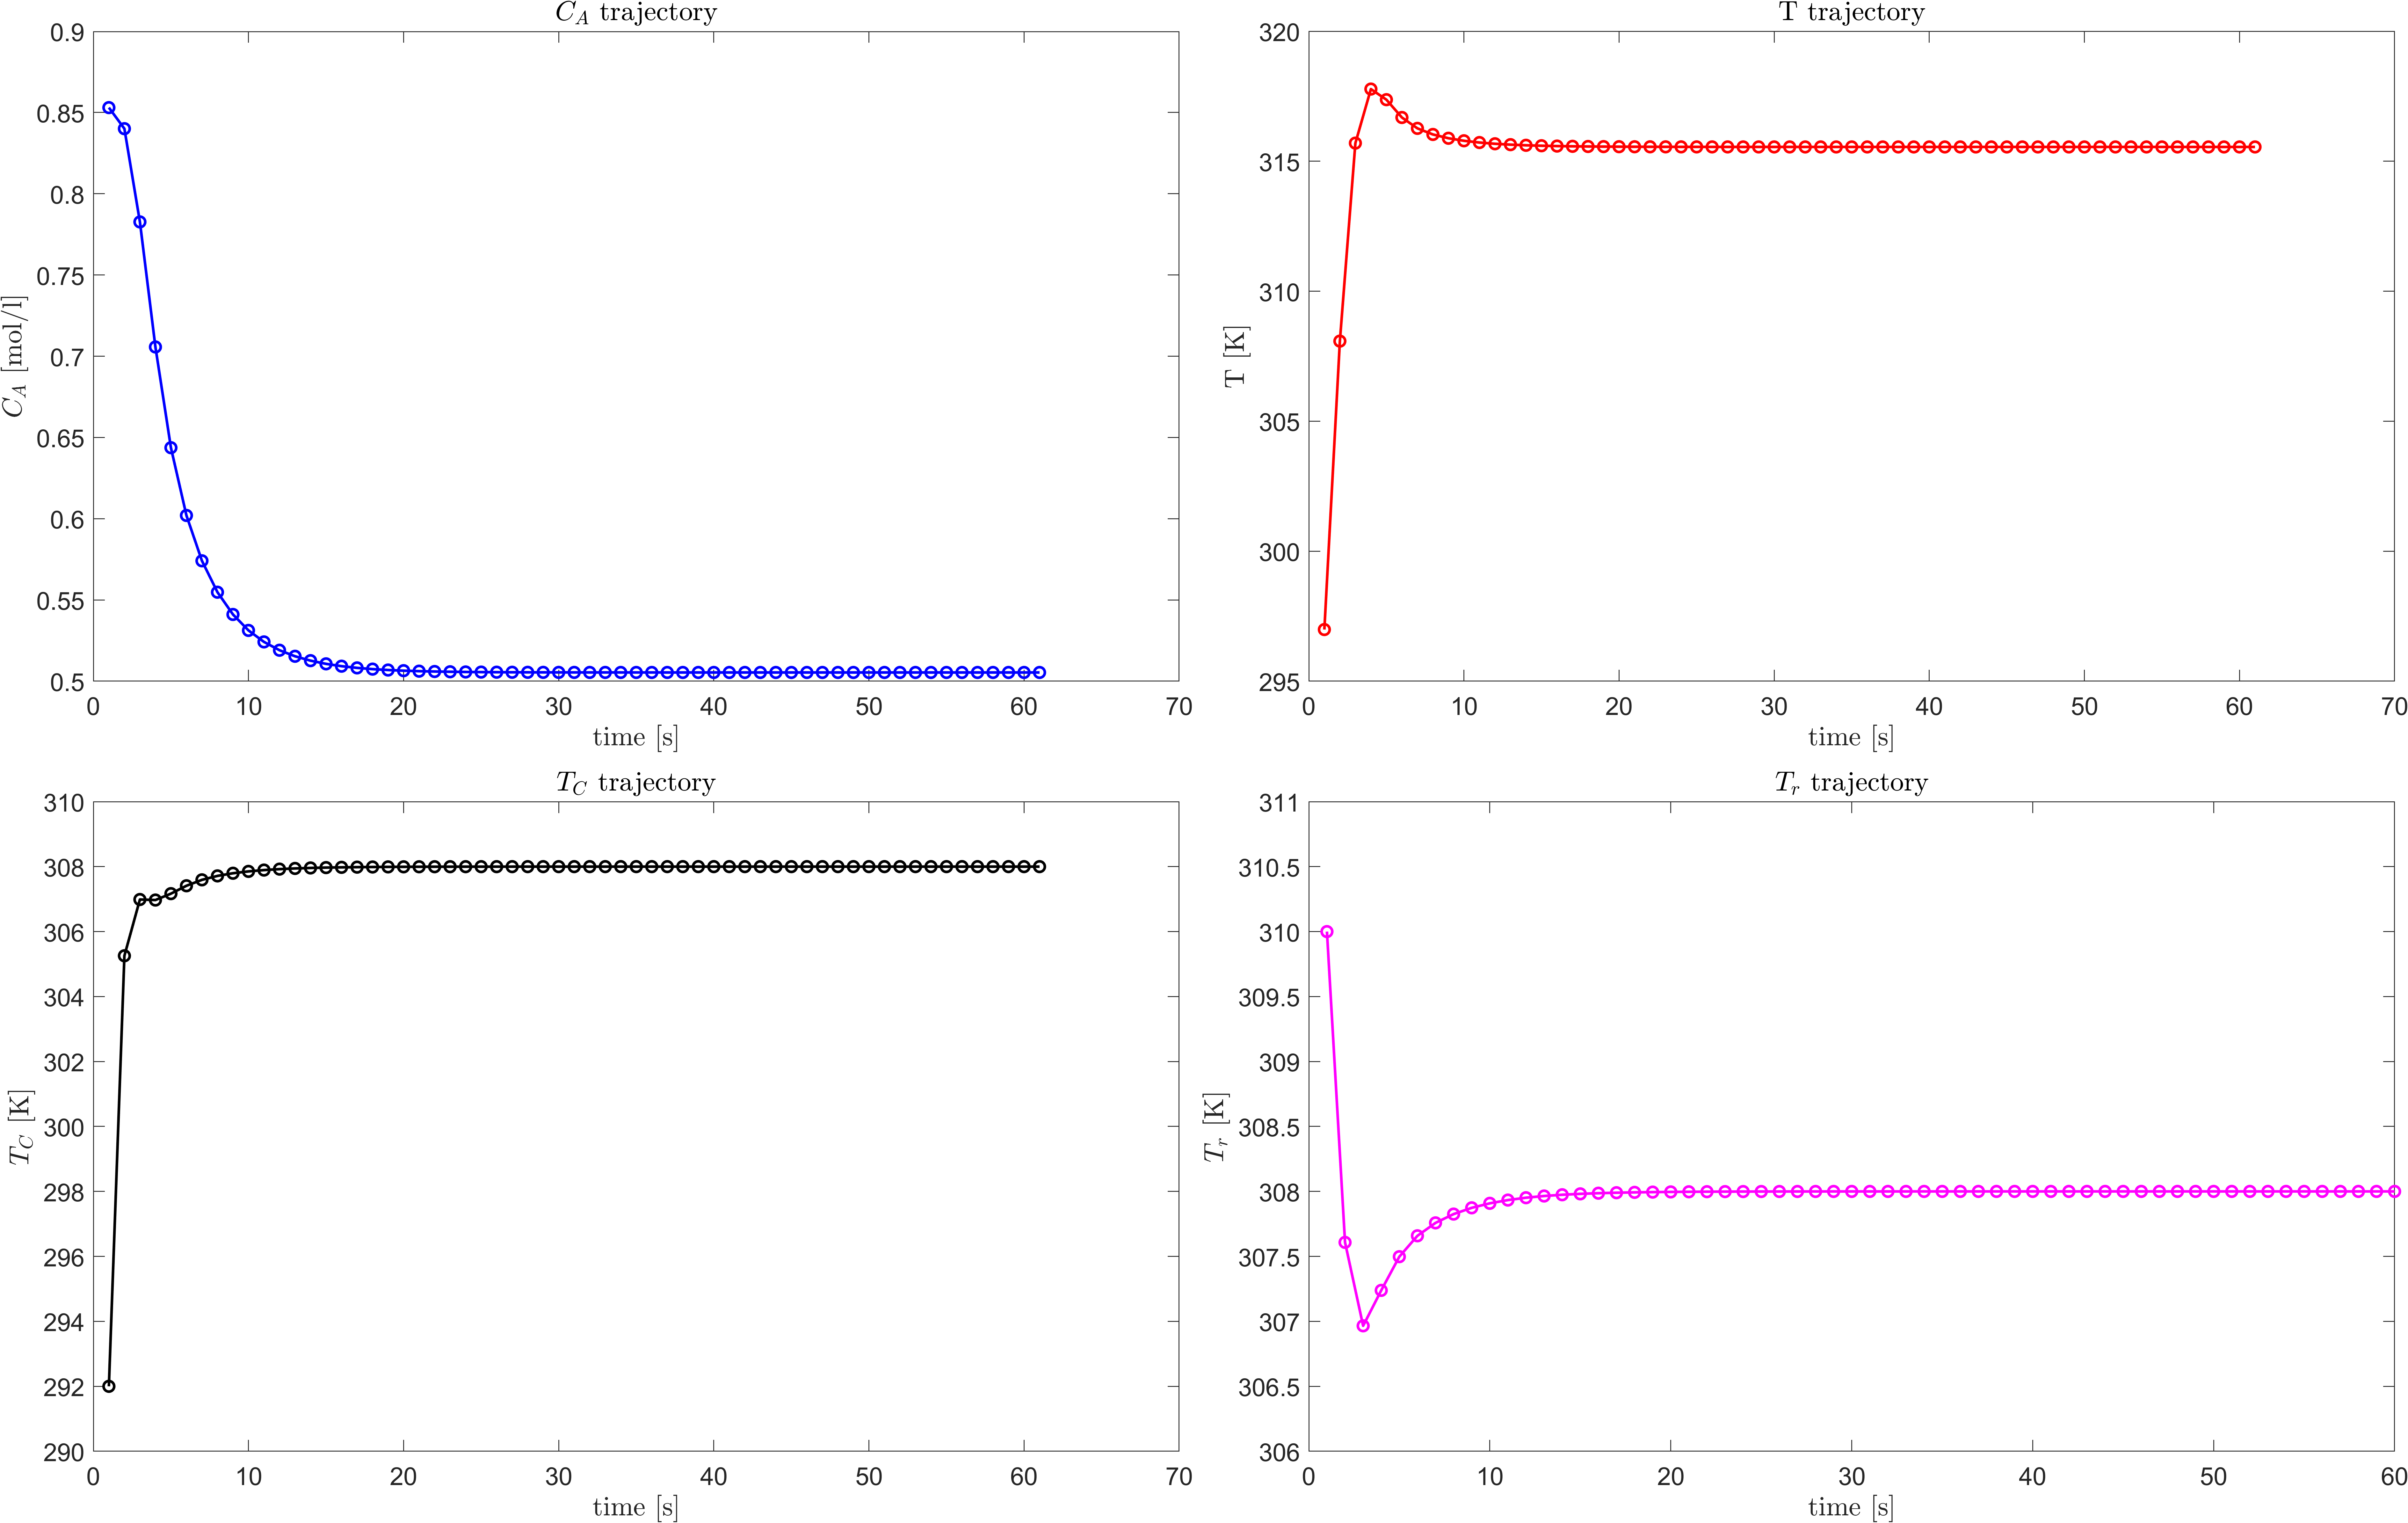 C_A trajectory
0.9
0.85
0.8
0.75
0.7
0.65
0.6
0.55
0.5
C_A [mol/l]
0 10 20 30 40 50 60 70
time [s]
T trajectory
320
315
310
305
300
295
T [K]
0 10 20 30 40 50 60 70
time [s]
T_C trajectory
310
308
306
304
302
300
298
296
294
292
290
T_C [K]
0 10 20 30 40 50 60 70
time [s]
T_r trajectory
311
310.5
310
309.5
309
308.5
308
307.5
307
306.5
306
T_r [K]
0 10 20 30 40 50 60
time [s]